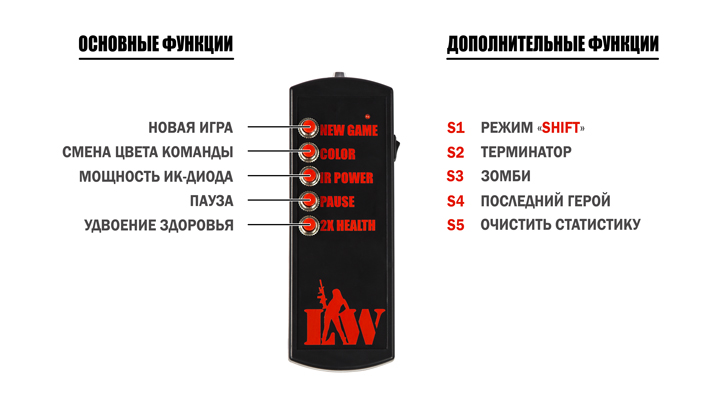 ОСНОВНЫЕ ФУНКЦИИ
ДОПОЛНИТЕЛЬНЫЕ ФУНКЦИИ
НОВАЯ ИГРА
СМЕНА ЦВЕТА КОМАНДЫ
МОЩНОСТЬ ИК-ДИОДА
ПАУЗА
УДВОЕНИЕ ЗДОРОВЬЯ
NEW GAME
COLOR
IR POWER
PAUSE
2X HEALTH
LW
S1 РЕЖИМ «SHIFT»
S2 ТЕРМИНАТОР
S3 ЗОМБИ
S4 ПОСЛЕДНИЙ ГЕРОЙ
S5 ОЧИСТИТЬ СТАТИСТИКУ